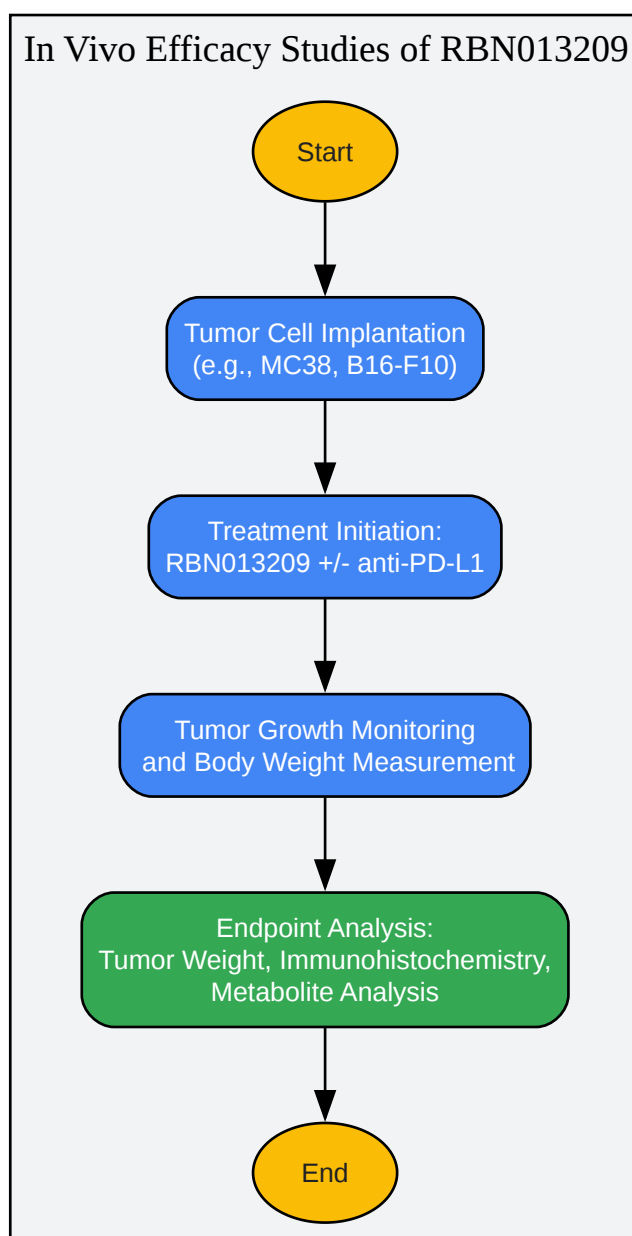 In Vivo Efficacy Studies of RBN013209
Start
Tumor Cell Implantation
(e.g., MC38, B16-F10)
Treatment Initiation:
RBN013209 +/- anti-PD-L1
Tumor Growth Monitoring
and Body Weight Measurement
Endpoint Analysis:
Tumor Weight, Immunohistochemistry,
Metabolite Analysis
End